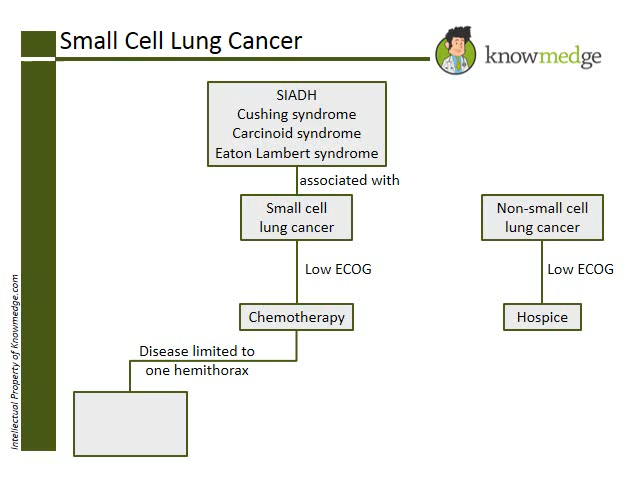 Small Cell Lung Cancer
knowmedge
SIADH
Cushing syndrome
Carcinoid syndrome
Eaton Lambert syndrome
associated with
Small cell
lung cancer
Non-small cell
lung cancer
Low ECOG
Low ECOG
Chemotherapy
Hospice
Disease limited to
one hemithorax
Intellectual Property of Knowmedge.com